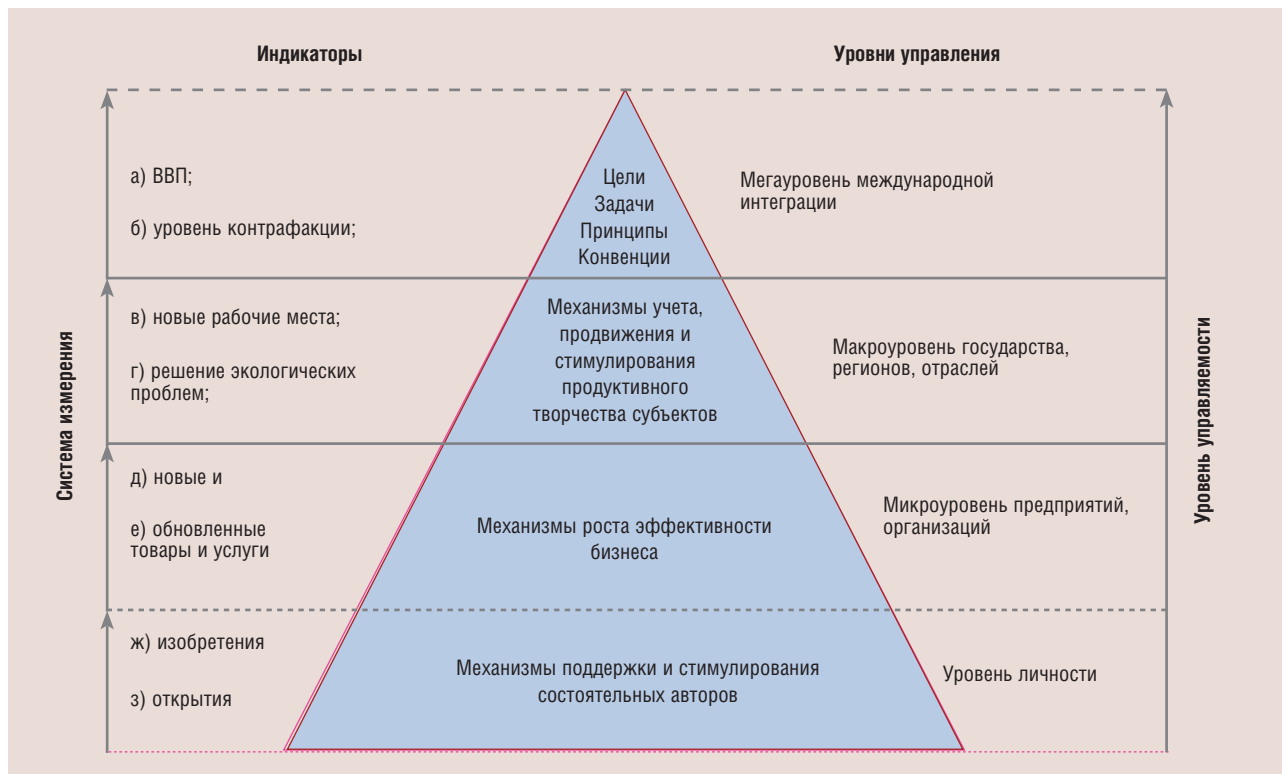 Индикаторы
Уровни управления
Система измерения
Уровень управляемости
а) ВВП;
б) уровень контрафакции;
Цели
Задачи
Принципы
Конвенции
Мегауровень международной
интеграции
в) новые рабочие места;
г) решение экологических
проблем;
Механизмы учета,
продвижения и
стимулирования
продуктивного
творчества субъектов
Макроуровень государства,
регионов, отраслей
д) новые и
е) обновленные
товары и услуги
Механизмы роста эффективности
бизнеса
Микроуровень предприятий,
организаций
ж) изобретения
з) открытия
Механизмы поддержки и стимулирования
состоятельных авторов
Уровень личности